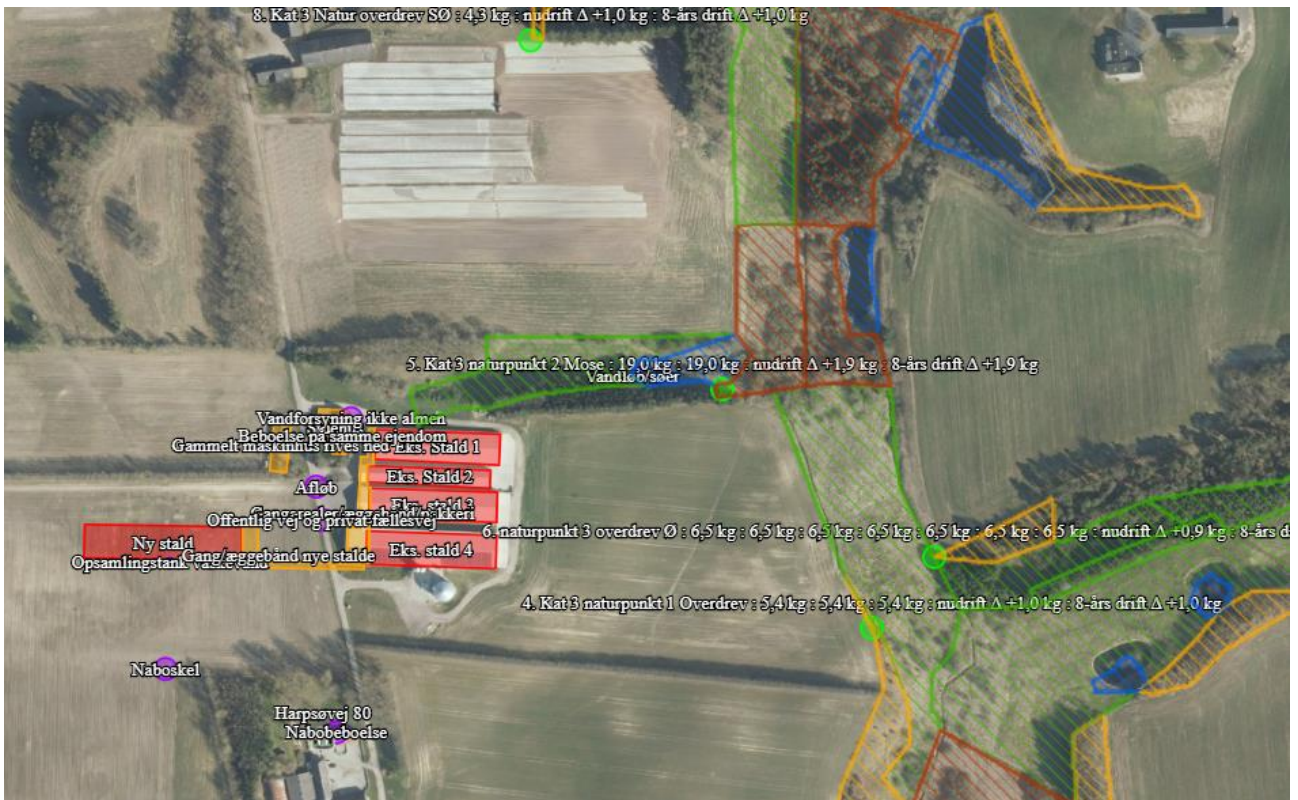 8. Kat 3 Natur overdrev SØ : 4,3 kg : nudrift Δ +1,0 kg : 8-års drift Δ +1,0 kg
5. Kat 3 naturpunkt 2 Mose : 19,0 kg : 19,0 kg : nudrift Δ +1,9 kg : 8-års drift Δ +1,9 kg
Vandløb/søer
Vandforsyning ikke almen
Beboelse på samme ejendom
Gammelt maskinhus rives ned
Eks. Stald 1
Eks. Stald 2
Afløb
Eks. stald 3
Offentlig vej og privat fællesvej
6. naturpunkt 3 overdrev Ø : 6,5 kg : 6,5 kg : 6,5 kg : 6,5 kg : 6,5 kg : 6,5 kg : 6,5 kg : nudrift Δ +0,9 kg : 8-års d
Ny stald
Eks. stald 4
Gang/æggebånd nye stalde
Opsamlingstank
4. Kat 3 naturpunkt 1 Overdrev : 5,4 kg : 5,4 kg : 5,4 kg : nudrift Δ +1,0 kg : 8-års drift Δ +1,0 kg
Naboskel
Harpsøvej 80
Nabobeboelse